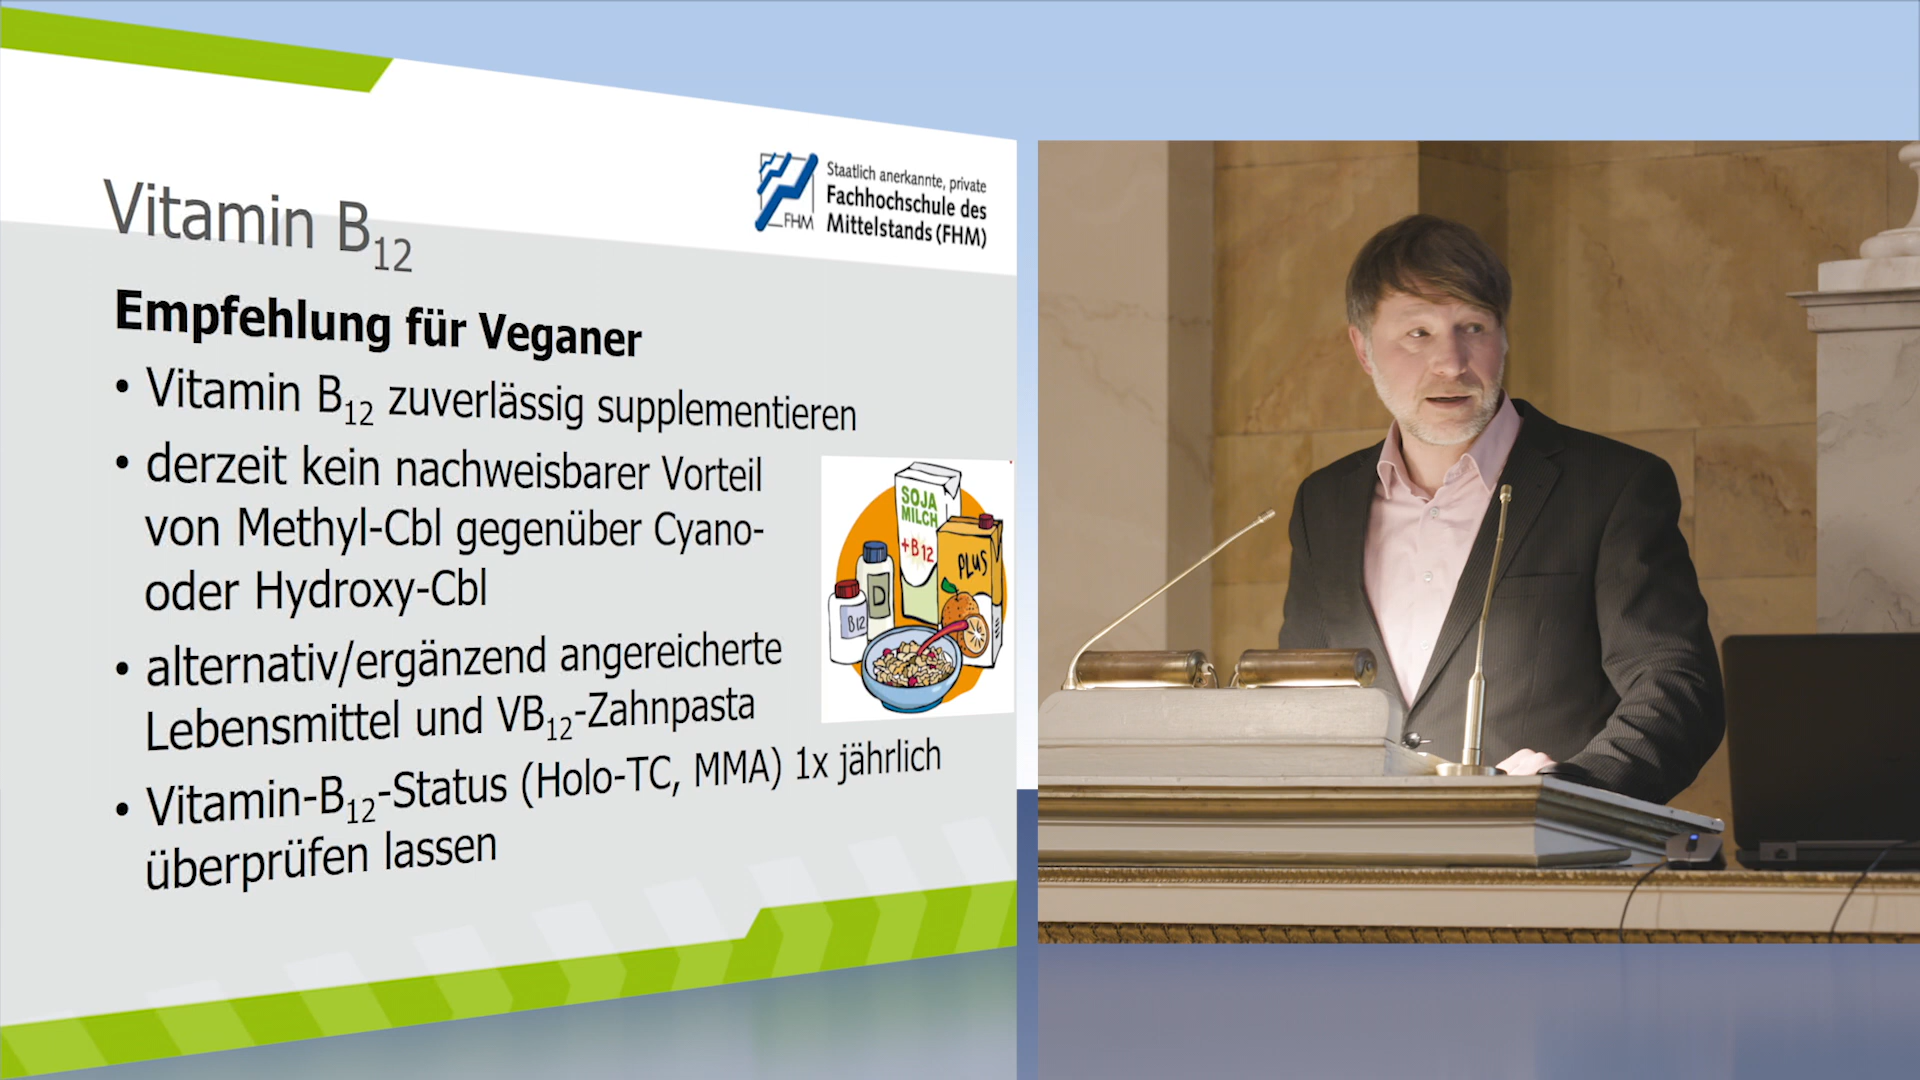 Staatlich anerkannte, private
Fachhochschule des
Mittelstands (FHM)
FHM
Vitamin B₁₂
Empfehlung für Veganer
• Vitamin B₁₂ zuverlässig supplementieren
• derzeit kein nachweisbarer Vorteil
von Methyl-Cbl gegenüber Cyano-
oder Hydroxy-Cbl
• alternativ/ergänzend angereicherte
Lebensmittel und VB₁₂-Zahnpasta
• Vitamin-B₁₂-Status (Holo-TC, MMA) 1x jährlich
überprüfen lassen
SOJA
MILCH
+B12
PLUS
D
B12